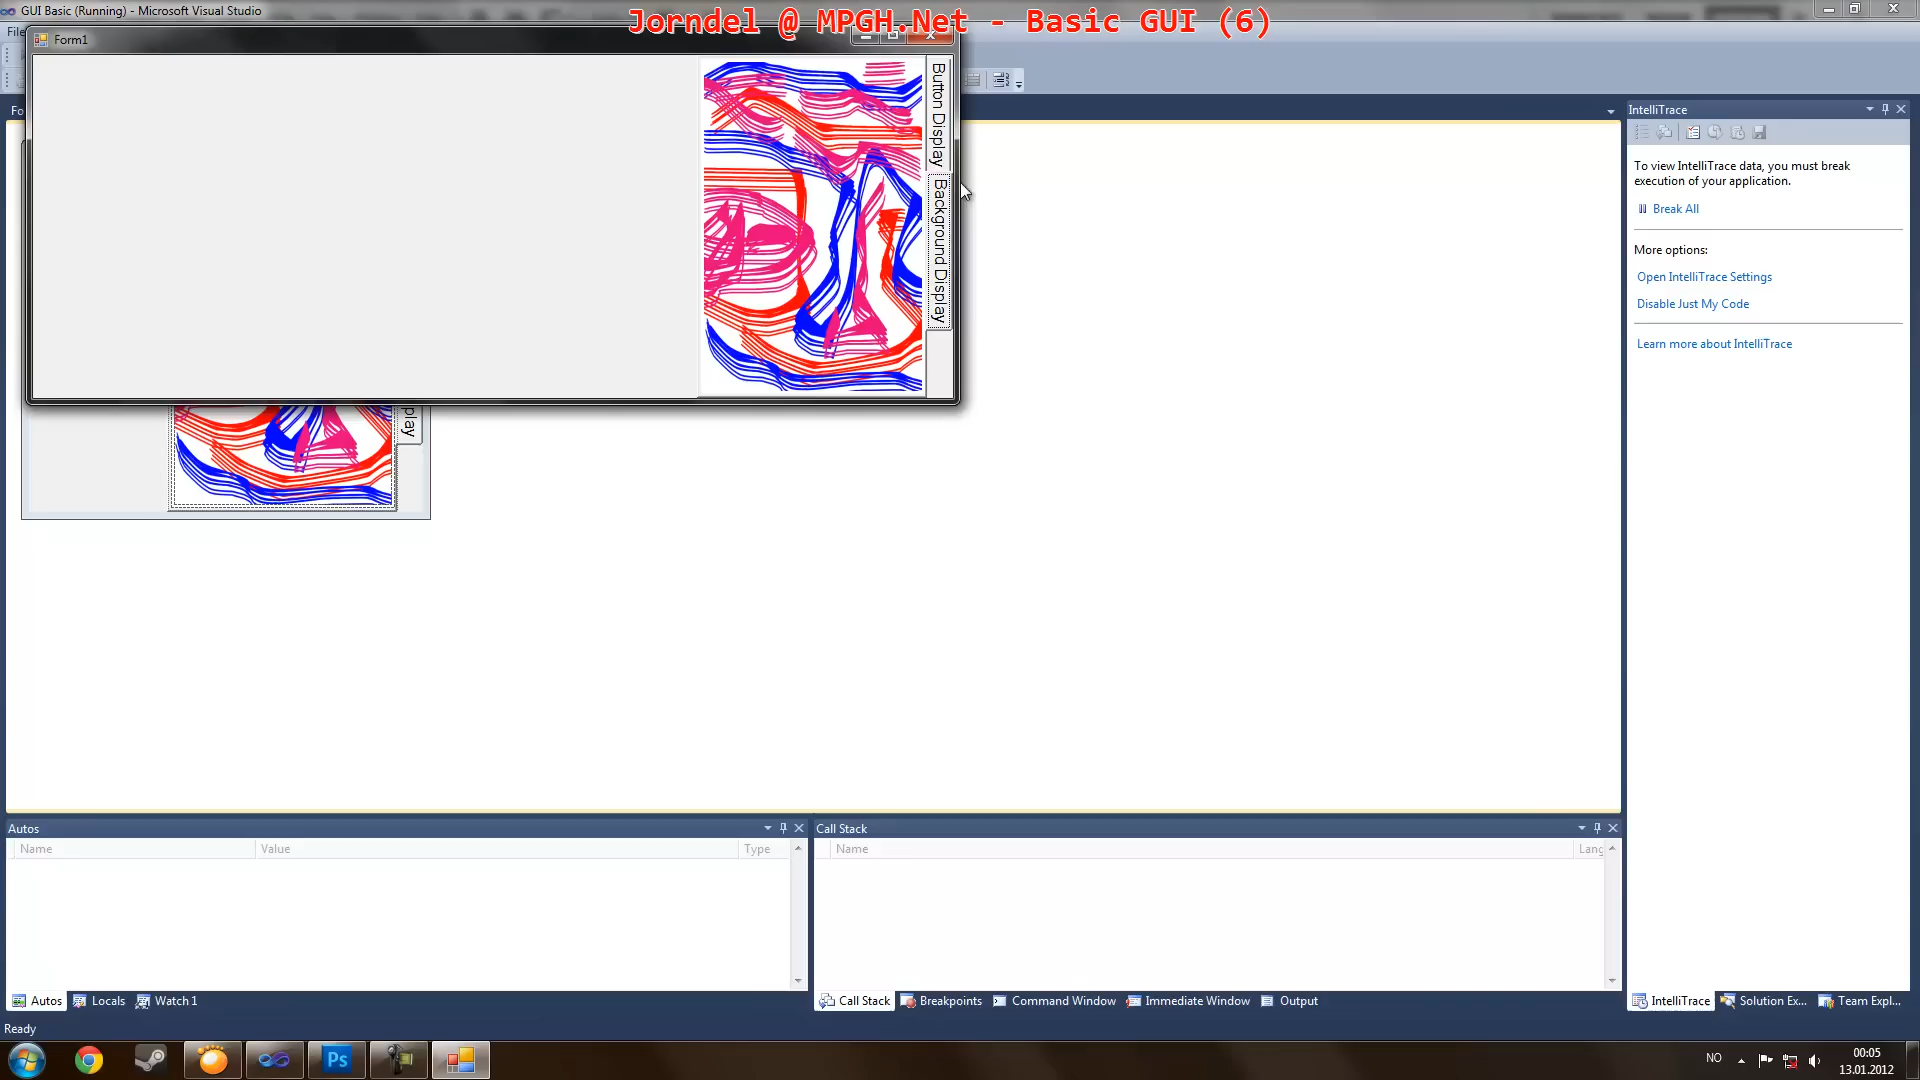 GUI Basic (Running) - Microsoft Visual Studio
Jorndel @ MPGH.Net - Basic GUI (6)
File
Form1
Button Display
Background Display
Fo
play
IntelliTrace
To view IntelliTrace data, you must break
execution of your application.
Break All
More options:
Open IntelliTrace Settings
Disable Just My Code
Learn more about IntelliTrace
Autos
Name
Value
Type
Call Stack
Name
Lang
Autos
Locals
Watch 1
Call Stack
Breakpoints
Command Window
Immediate Window
Output
IntelliTrace
Solution Ex...
Team Expl...
Ready
Ps
NO
00:05
13.01.2012